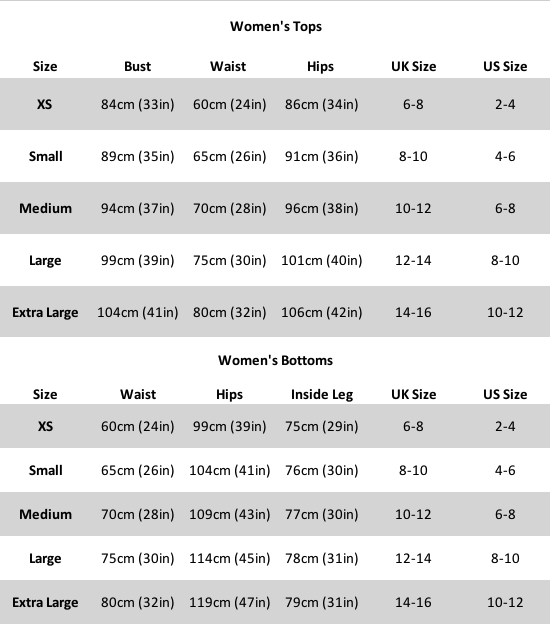 Women's Tops
Size Bust Waist Hips UK Size US Size
XS 84cm (33in) 60cm (24in) 86cm (34in) 6-8 2-4
Small 89cm (35in) 65cm (26in) 91cm (36in) 8-10 4-6
Medium 94cm (37in) 70cm (28in) 96cm (38in) 10-12 6-8
Large 99cm (39in) 75cm (30in) 101cm (40in) 12-14 8-10
Extra Large 104cm (41in) 80cm (32in) 106cm (42in) 14-16 10-12
Women's Bottoms
Size Waist Hips Inside Leg UK Size US Size
XS 60cm (24in) 99cm (39in) 75cm (29in) 6-8 2-4
Small 65cm (26in) 104cm (41in) 76cm (30in) 8-10 4-6
Medium 70cm (28in) 109cm (43in) 77cm (30in) 10-12 6-8
Large 75cm (30in) 114cm (45in) 78cm (31in) 12-14 8-10
Extra Large 80cm (32in) 119cm (47in) 79cm (31in) 14-16 10-12